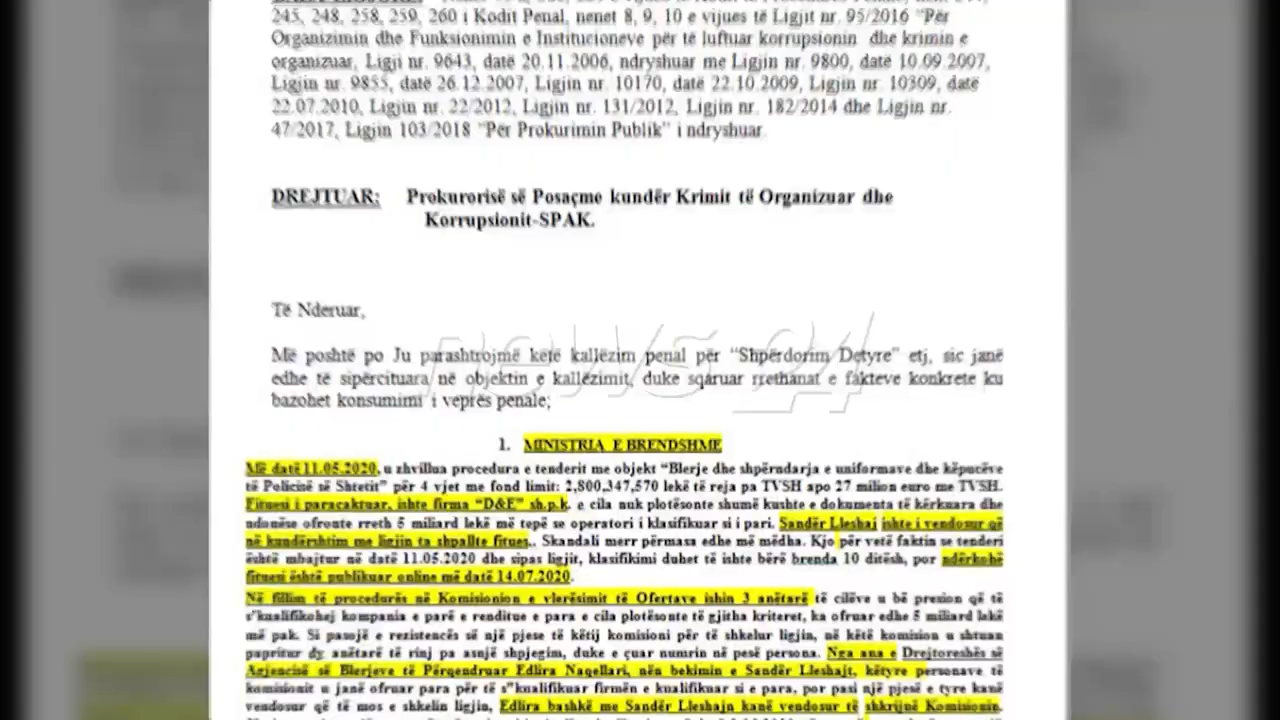 245, 248, 258, 259, 260 i Kodit Penal, nenet 8, 9, 10 e vijues të Ligjit nr. 95/2016 "Për
Organizimin dhe Funksionimin e Institucioneve për të luftuar korrupsionin dhe krimin e
organizuar, Ligji nr. 9643, datë 20.11.2006, ndryshuar me Ligjin nr. 9800, datë 10.09.2007,
Ligjin nr. 9855, datë 26.12.2007, Ligjin nr. 10170, datë 22.10.2009, Ligjin nr. 10309, datë
22.07.2010, Ligjin nr. 22/2012, Ligjin nr. 131/2012, Ligjin nr. 182/2014 dhe Ligjin nr.
47/2017, Ligjin 103/2018 "Për Prokurimin Publik" i ndryshuar.
DREJTUAR: Prokurorisë së Posaçme kundër Krimit të Organizuar dhe
Korrupsionit-SPAK.
Të Nderuar,
news 24
Më poshtë po Ju parashtrojmë këjë kallëzim penal për "Shpërdorim Detyre" etj, siç janë
edhe të sipërcituara në objektin e kallëzimit, duke sqaruar rrethanat e fakteve konkrete ku
bazohet konsumimi i veprës penale;
1. MINISTRIA E BRENDSHME
Më datë 11.05.2020, u zhvillua procedura e tenderit me objekt "Blerje dhe shpërndarja e uniformave dhe këpucëve
të Policisë së Shtetit" për 4 vjet me fond limit: 2,800,347,570 lekë të reja pa TVSH apo 27 milion euro me TVSH.
Fituesi i paracaktuar, ishte firma "D&E" sh.p.k. e cila nuk plotësonte shumë kushte e dokumenta të kërkuara dhe
ndonëse ofronte rreth 5 miliard lekë më tepë se operatori i klasifikuar si i pari. Sandër Lleshaj ishte i vendosur që
në kundërshtim me ligjin ta shpallte fitues.. Skandali merr përmasa edhe më mëdha. Kjo për vetë faktin se tenderi
është mbajtur në datë 11.05.2020 dhe sipas ligjit, klasifikimi duhet të ishte bërë brenda 10 ditësh, por ndërkohë
fituesi është publikuar online më datë 14.07.2020.
Në fillim të procedurës në Komisionin e vlerësimit të Ofertave ishin 3 anëtarë të cilëve u bë presion që të
s"kualifikohej kompania e parë e renditur e para e cila plotësonte të gjitha kriteret, ka ofruar edhe 5 miliard lekë
më pak. Si pasojë e rezistencës së një pjese të këtij komisioni për të shkelur ligjin, në këtë komision u shtuan
papritur dy anëtarë të rinj pa asnjë shpjegim, duke e çuar numrin në pesë persona. Nga ana e Drejtoreshës së
Agjencisë së Blerjeve të Përqendruar Edlira Naqellari, nën bekimin e Sandër Lleshajt, këtyre personave të
komisionit u janë ofruar para për të s"kualifikuar firmën e kualifikuar si e para, por pasi një pjesë e tyre kanë
vendosur që të mos e shkelin ligjin, Edlira bashkë me Sandër Lleshajn kanë vendosur të shkrijnë Komisionin.